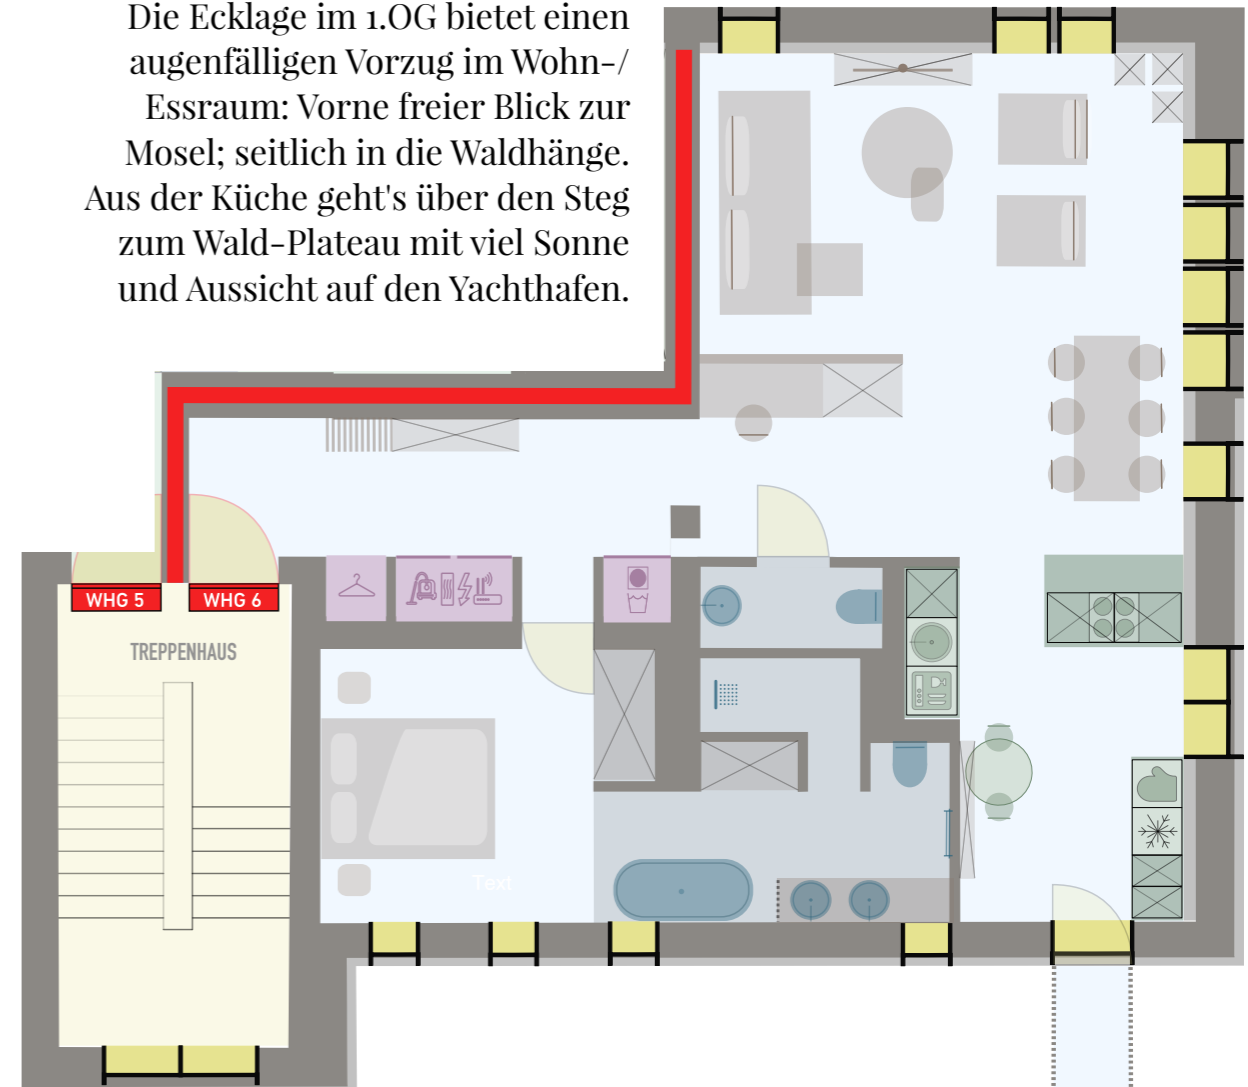 Die Ecklage im 1.OG bietet einen
augenfälligen Vorzug im Wohn-/
Essraum: Vorne freier Blick zur
Mosel; seitlich in die Waldhänge.
Aus der Küche geht's über den Steg
zum Wald-Plateau mit viel Sonne
und Aussicht auf den Yachthafen.
WHG 5
WHG 6
TREPPENHAUS
Text